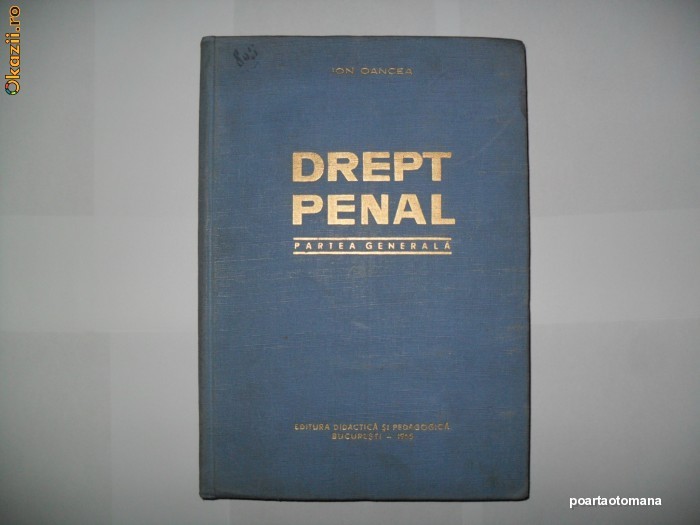 Okazii.ro
ION OANCEA
DREPT
PENAL
PARTEA GENERALĂ
EDITURA DIDACTICĂ ȘI PEDAGOGICĂ
BUCUREȘTI –
poartaotomana